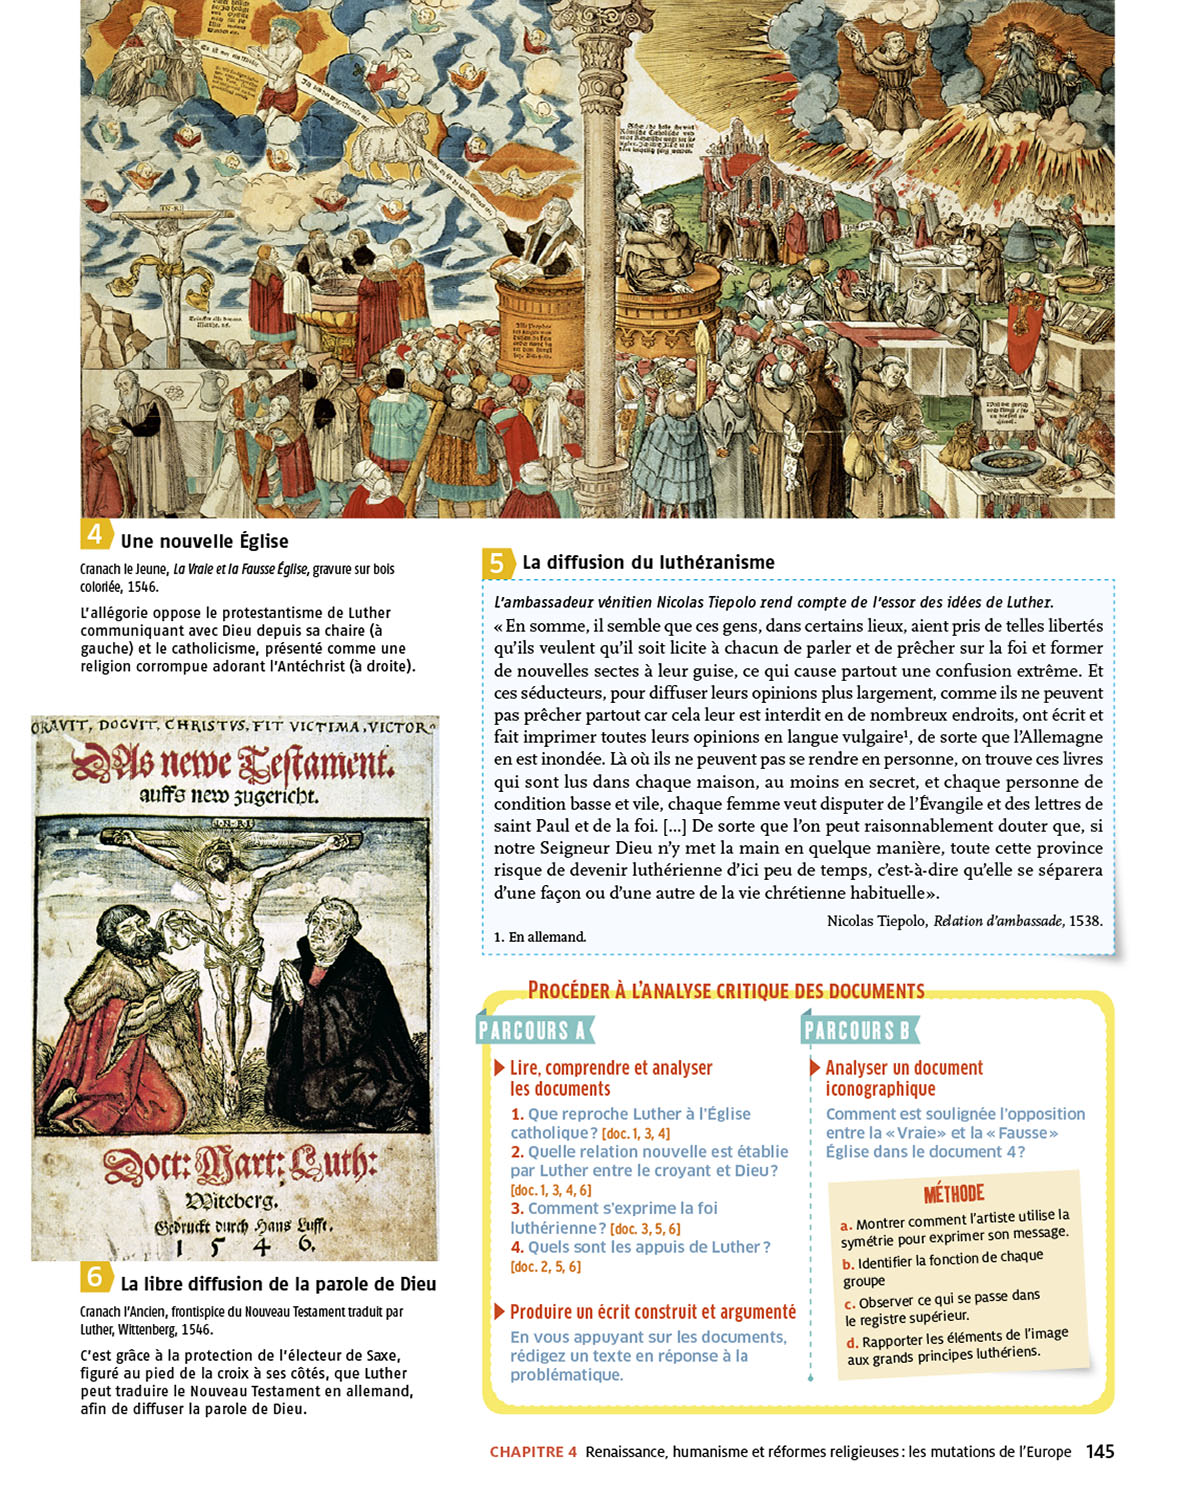 Es ist nur ein Mitler
4 Une nouvelle Église
Cranach le Jeune, La Vraie et la Fausse Église, gravure sur bois
coloriée, 1546.
L'allégorie oppose le protestantisme de Luther
communiquant avec Dieu depuis sa chaire (à
gauche) et le catholicisme, présenté comme une
religion corrompue adorant l'Antéchrist (à droite).
ORAVIT, DOCVIT, CHRISTVS, FIT VICTIMA, VICTOR
DAs newe Testament.
auffs new zugericht.
I·N·R·I
Doct: Mart: Luth:
Witeberg.
Gedruckt durch Hans Lufft.
1 5 4 6.
6 La libre diffusion de la parole de Dieu
Cranach l'Ancien, frontispice du Nouveau Testament traduit par
Luther, Wittenberg, 1546.
C'est grâce à la protection de l'électeur de Saxe,
figuré au pied de la croix à ses côtés, que Luther
peut traduire le Nouveau Testament en allemand,
afin de diffuser la parole de Dieu.
5 La diffusion du luthéranisme
L'ambassadeur vénitien Nicolas Tiepolo rend compte de l'essor des idées de Luther.
« En somme, il semble que ces gens, dans certains lieux, aient pris de telles libertés
qu'ils veulent qu'il soit licite à chacun de parler et de prêcher sur la foi et former
de nouvelles sectes à leur guise, ce qui cause partout une confusion extrême. Et
ces séducteurs, pour diffuser leurs opinions plus largement, comme ils ne peuvent
pas prêcher partout car cela leur est interdit en de nombreux endroits, ont écrit et
fait imprimer toutes leurs opinions en langue vulgaire¹, de sorte que l'Allemagne
en est inondée. Là où ils ne peuvent pas se rendre en personne, on trouve ces livres
qui sont lus dans chaque maison, au moins en secret, et chaque personne de
condition basse et vile, chaque femme veut disputer de l'Évangile et des lettres de
saint Paul et de la foi. [...] De sorte que l'on peut raisonnablement douter que, si
notre Seigneur Dieu n'y met la main en quelque manière, toute cette province
risque de devenir luthérienne d'ici peu de temps, c'est-à-dire qu'elle se séparera
d'une façon ou d'une autre de la vie chrétienne habituelle».
Nicolas Tiepolo, Relation d'ambassade, 1538.
1. En allemand.
PROCÉDER À L'ANALYSE CRITIQUE DES DOCUMENTS
PARCOURS A
Lire, comprendre et analyser
les documents
1. Que reproche Luther à l'Église
catholique ? [doc. 1, 3, 4]
2. Quelle relation nouvelle est établie
par Luther entre le croyant et Dieu ?
[doc. 1, 3, 4, 6]
3. Comment s'exprime la foi
luthérienne ? [doc. 3, 5, 6]
4. Quels sont les appuis de Luther ?
[doc. 2, 5, 6]
Produire un écrit construit et argumenté
En vous appuyant sur les documents,
rédigez un texte en réponse à la
problématique.
PARCOURS B
Analyser un document
iconographique
Comment est soulignée l'opposition
entre la « Vraie » et la « Fausse »
Église dans le document 4 ?
MÉTHODE
a. Montrer comment l'artiste utilise la
symétrie pour exprimer son message.
b. Identifier la fonction de chaque
groupe
c. Observer ce qui se passe dans
le registre supérieur.
d. Rapporter les éléments de l'image
aux grands principes luthériens.
CHAPITRE 4 Renaissance, humanisme et réformes religieuses : les mutations de l'Europe 145